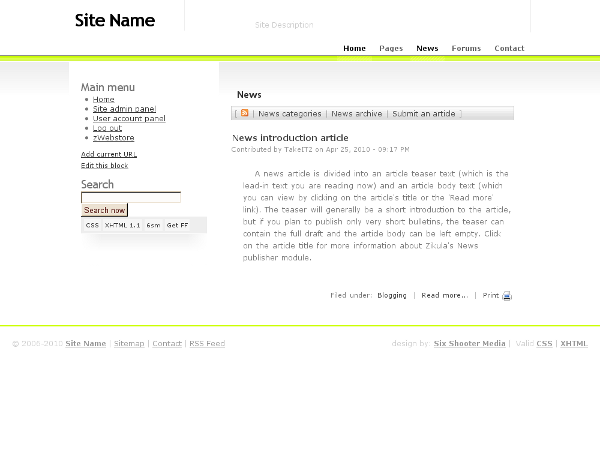 Site Name
Site Description
Home Pages News Forums Contact
Main menu
Home
Site admin panel
User account panel
Log out
zWebstore
Add current URL
Edit this block
Search
Search now
CSS XHTML 1.1 6sm Get FF
News
[ | News categories | News archive | Submit an article ]
News introduction article
Contributed by TakeITZ on Apr 25, 2010 - 09:17 PM
A news article is divided into an article teaser text (which is the
lead-in text you are reading now) and an article body text (which
you can view by clicking on the article's title or the 'Read more'
link). The teaser will generally be a short introduction to the article,
but if you plan to publish only very short bulletins, the teaser can
contain the full draft and the article body can be left empty. Click
on the article title for more information about Zikula's News
publisher module.
Filed under: Blogging | Read more... | Print
© 2008-2010 Site Name | Sitemap | Contact | RSS Feed
design by: Six Shooter Media | Valid CSS | XHTML